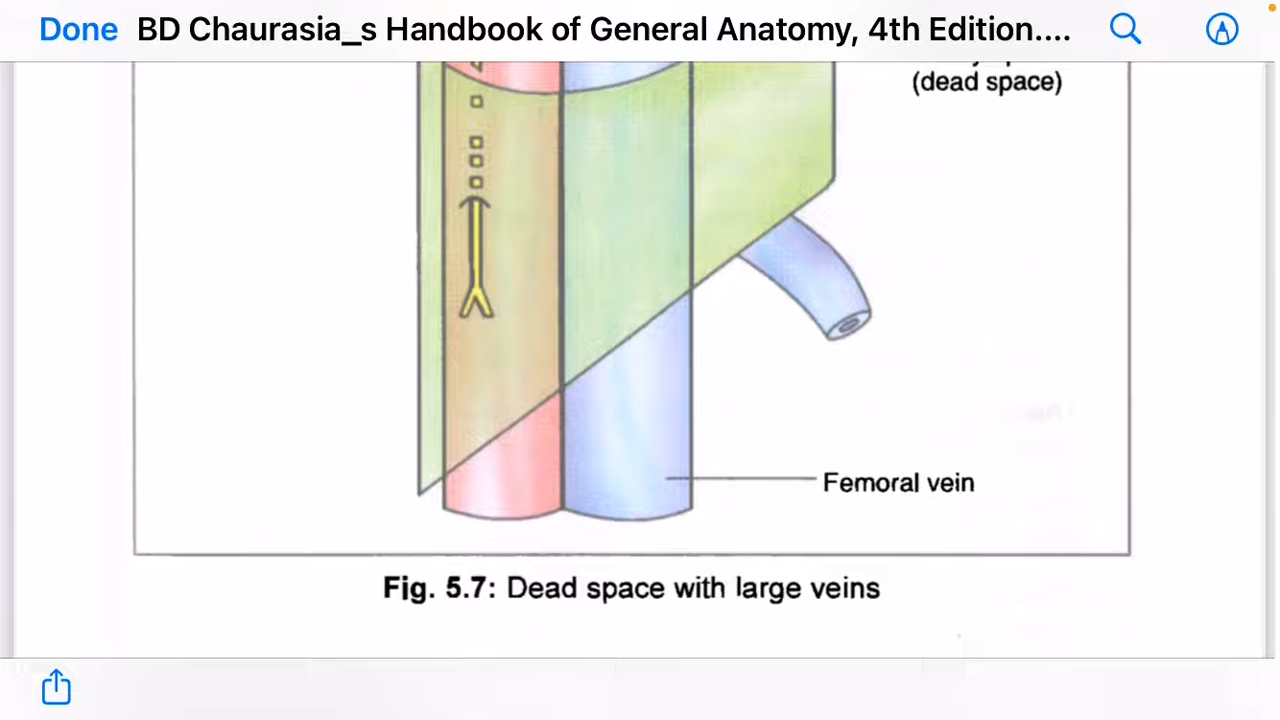 Done BD Chaurasia_s Handbook of General Anatomy, 4th Edition....
(dead space)
Femoral vein
Fig. 5.7: Dead space with large veins